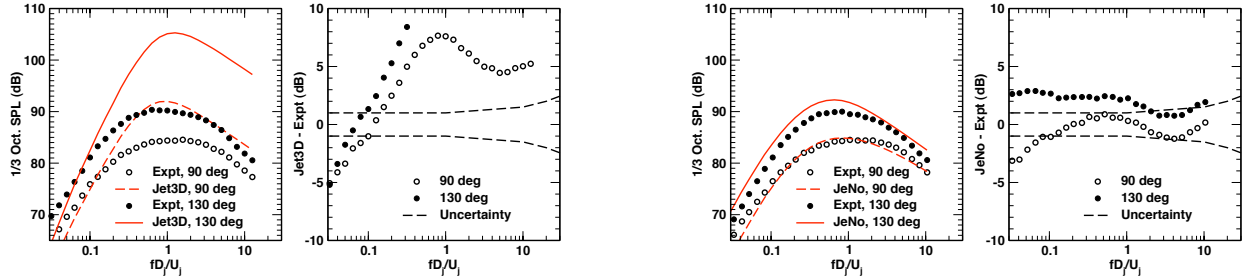 110
100
90
80
70
1/3 Oct. SPL (dB)
Expt, 90 deg
Jet3D, 90 deg
Expt, 130 deg
Jet3D, 130 deg
0.1 1 10
fDj/Uj
10
5
0
-5
-10
Jet3D - Expt (dB)
90 deg
130 deg
Uncertainty
0.1 1 10
fDj/Uj
110
100
90
80
70
1/3 Oct. SPL (dB)
Expt, 90 deg
JeNo, 90 deg
Expt, 130 deg
JeNo, 130 deg
0.1 1 10
fDj/Uj
10
5
0
-5
-10
JeNo - Expt (dB)
90 deg
130 deg
Uncertainty
0.1 1 10
fDj/Uj